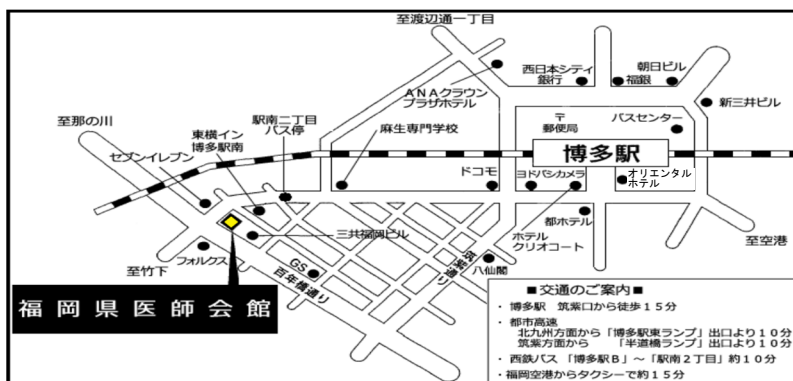 至渡辺通一丁目
西日本シティ
銀行
福銀
朝日ビル
ANAクラウン
プラザホテル
新三井ビル
至那の川
駅南二丁目
バス停
東横イン
博多駅南
麻生専門学校
〒
郵便局
バスセンター
セブンイレブン
博多駅
ドコモ
ヨドバシカメラ
オリエンタル
ホテル
三共福岡ビル
都ホテル
ホテル
クリオコート
至空港
筑紫通り
フォルクス
至竹下
GS
八仙閣
百年橋通り
福岡県医師会館
■交通のご案内■
・ 博多駅 筑紫口から徒歩15分
・ 都市高速
北九州方面から「博多駅東ランプ」出口より10分
筑紫方面から 「半道橋ランプ」出口より10分
・ 西鉄バス 「博多駅B」~「駅南2丁目」約10分
・福岡空港からタクシーで約15分